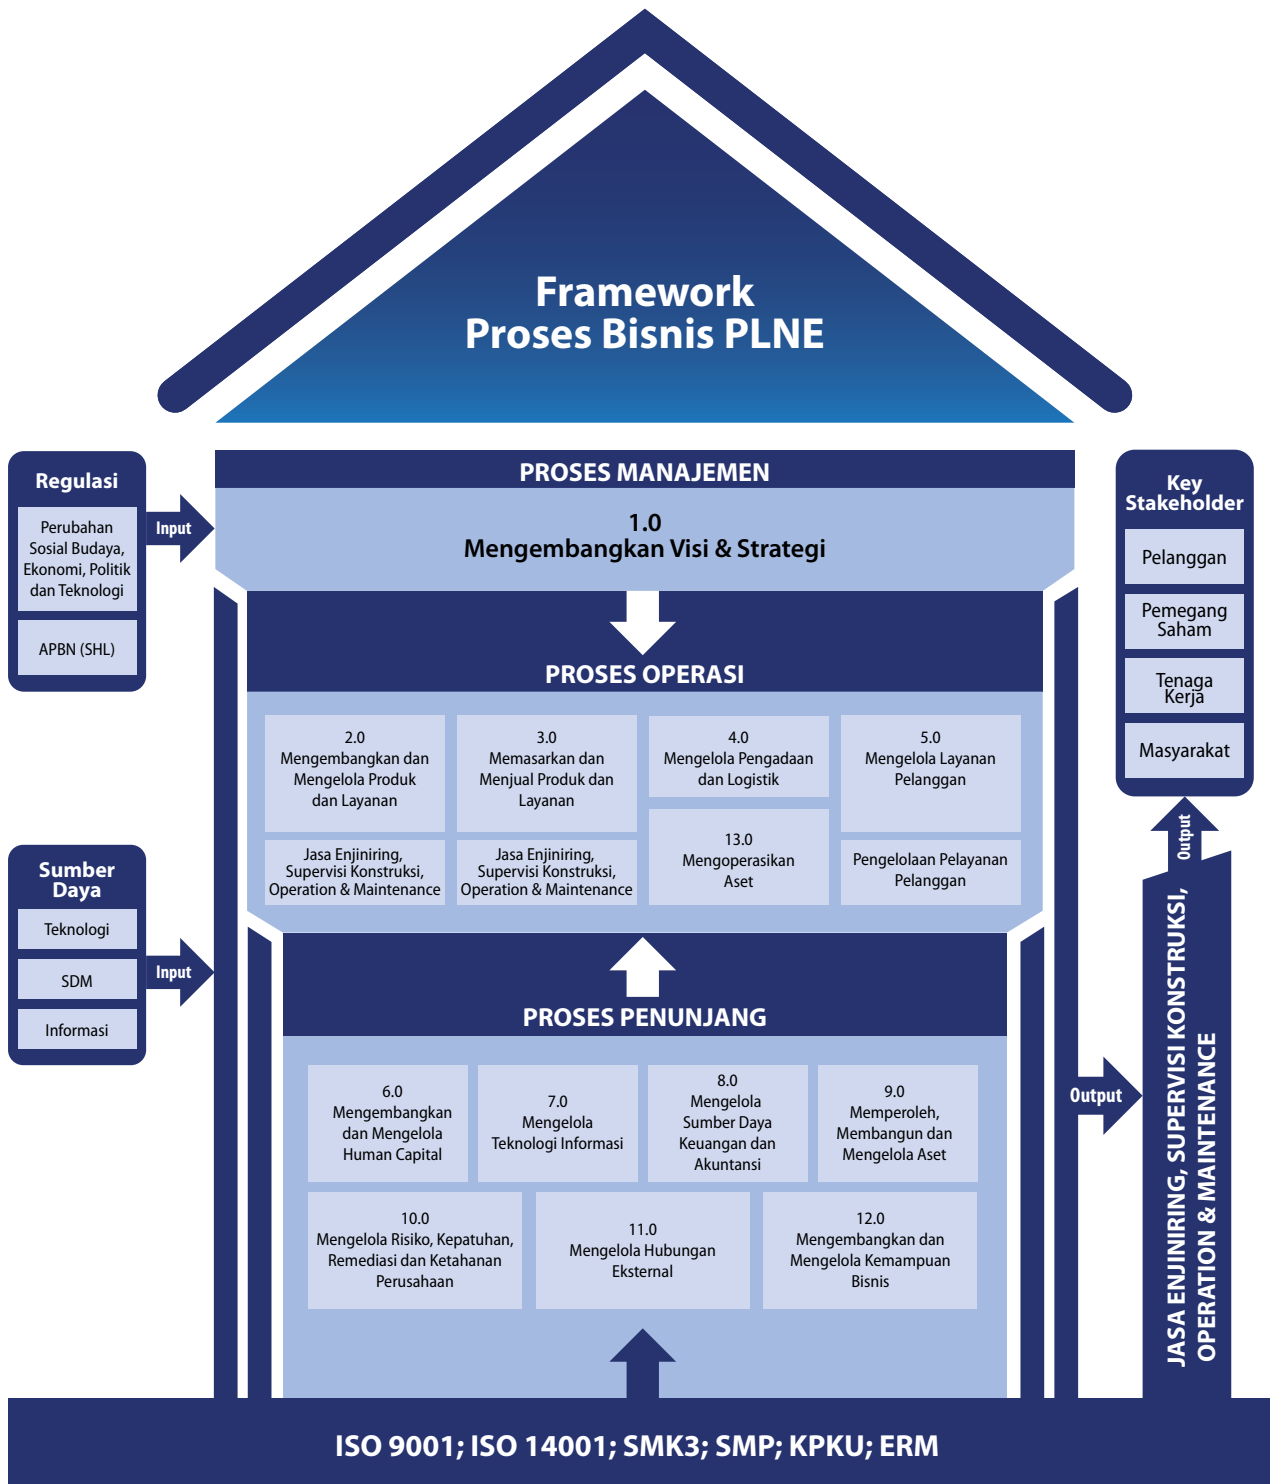 Framework
Proses Bisnis PLNE
Regulasi
Perubahan
Sosial Budaya,
Ekonomi, Politik
dan Teknologi
APBN (SHL)
Input
PROSES MANAJEMEN
1.0
Mengembangkan Visi & Strategi
Key
Stakeholder
Pelanggan
Pemegang
Saham
Tenaga
Kerja
Masyarakat
PROSES OPERASI
2.0
Mengembangkan dan
Mengelola Produk
dan Layanan
Jasa Enjiniring,
Supervisi Konstruksi,
Operation & Maintenance
3.0
Memasarkan dan
Menjual Produk dan
Layanan
Jasa Enjiniring,
Supervisi Konstruksi,
Operation & Maintenance
4.0
Mengelola Pengadaan
dan Logistik
13.0
Mengoperasikan
Aset
5.0
Mengelola Layanan
Pelanggan
Pengelolaan Pelayanan
Pelanggan
Sumber
Daya
Teknologi
SDM
Informasi
Input
PROSES PENUNJANG
6.0
Mengembangkan
dan Mengelola
Human Capital
7.0
Mengelola
Teknologi Informasi
8.0
Mengelola
Sumber Daya
Keuangan dan
Akuntansi
9.0
Memperoleh,
Membangun dan
Mengelola Aset
10.0
Mengelola Risiko, Kepatuhan,
Remediasi dan Ketahanan
Perusahaan
11.0
Mengelola Hubungan
Eksternal
12.0
Mengembangkan dan
Mengelola Kemampuan
Bisnis
Output
JASA ENJINIRING, SUPERVISI KONSTRUKSI,
OPERATION & MAINTENANCE
Output
ISO 9001; ISO 14001; SMK3; SMP; KPKU; ERM